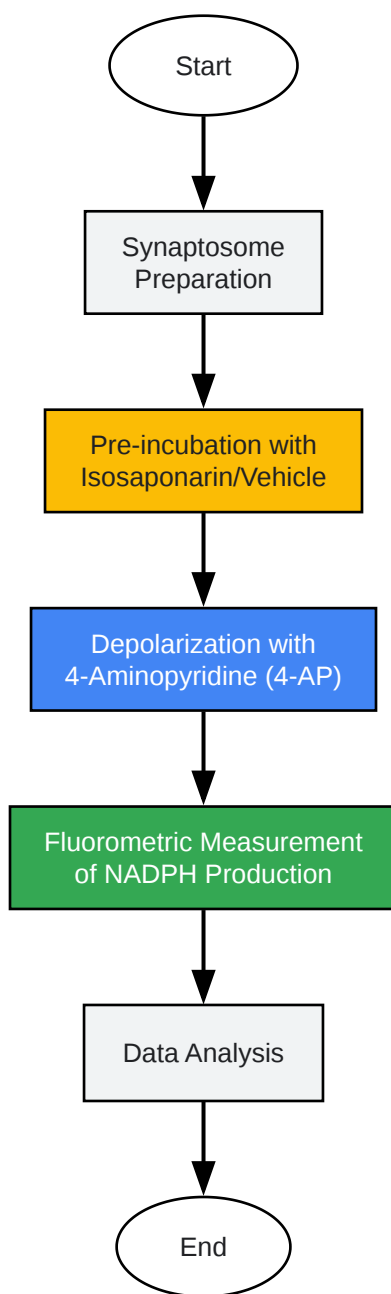 Start
Synaptosome
Preparation
Pre-incubation with
Isosaponarin/Vehicle
Depolarization with
4-Aminopyridine (4-AP)
Fluorometric Measurement
of NADPH Production
Data Analysis
End